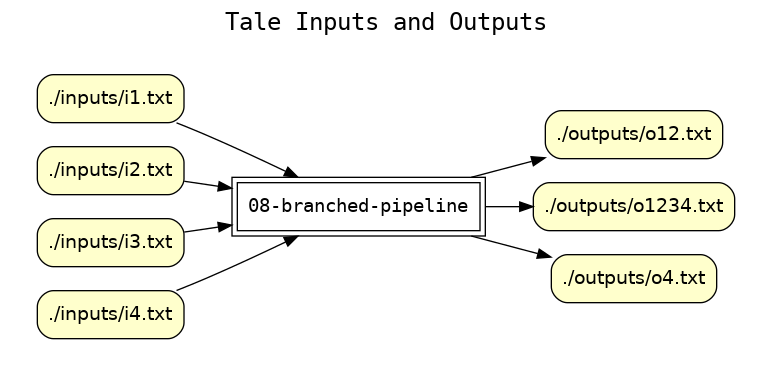 Tale Inputs and Outputs
./inputs/i1.txt
./inputs/i2.txt
./inputs/i3.txt
./inputs/i4.txt
08-branched-pipeline
./outputs/o12.txt
./outputs/o1234.txt
./outputs/o4.txt